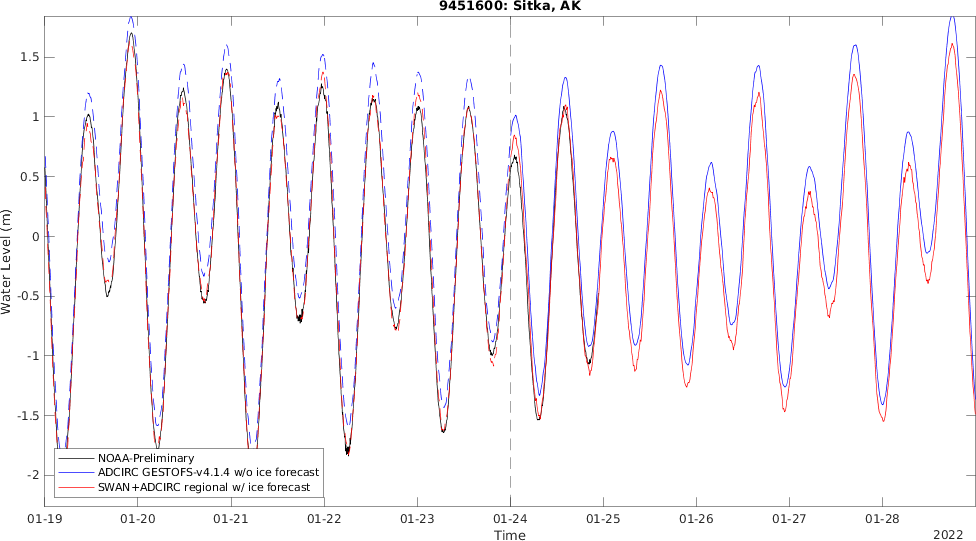 9451600: Sitka, AK
Water Level (m)
1.5
1
0.5
0
-0.5
-1
-1.5
-2
NOAA-Preliminary
ADCIRC GESTOFS-v4.1.4 w/o ice forecast
SWAN+ADCIRC regional w/ ice forecast
01-19 01-20 01-21 01-22 01-23 01-24 01-25 01-26 01-27 01-28
Time
2022